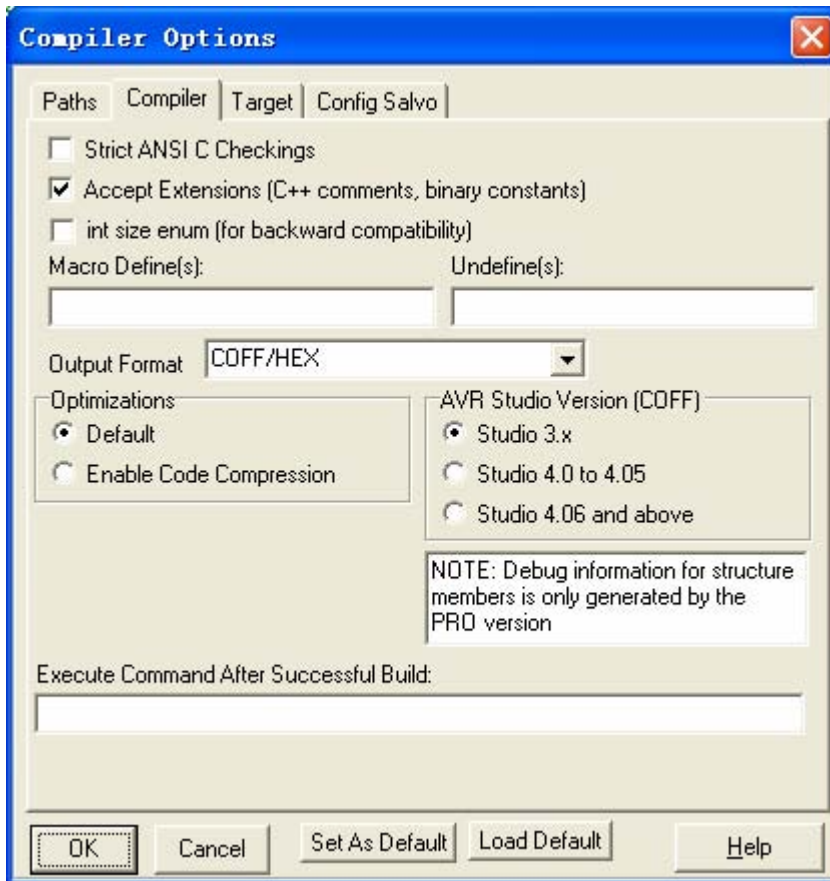 Compiler Options
Paths Compiler Target Config Salvo
Strict ANSI C Checkings
Accept Extensions (C++ comments, binary constants)
int size enum (for backward compatibility)
Macro Define(s): Undefine(s):
Output Format COFF/HEX
Optimizations
Default
Enable Code Compression
AVR Studio Version (COFF)
Studio 3.x
Studio 4.0 to 4.05
Studio 4.06 and above
NOTE: Debug information for structure
members is only generated by the
PRO version
Execute Command After Successful Build:
OK Cancel Set As Default Load Default Help